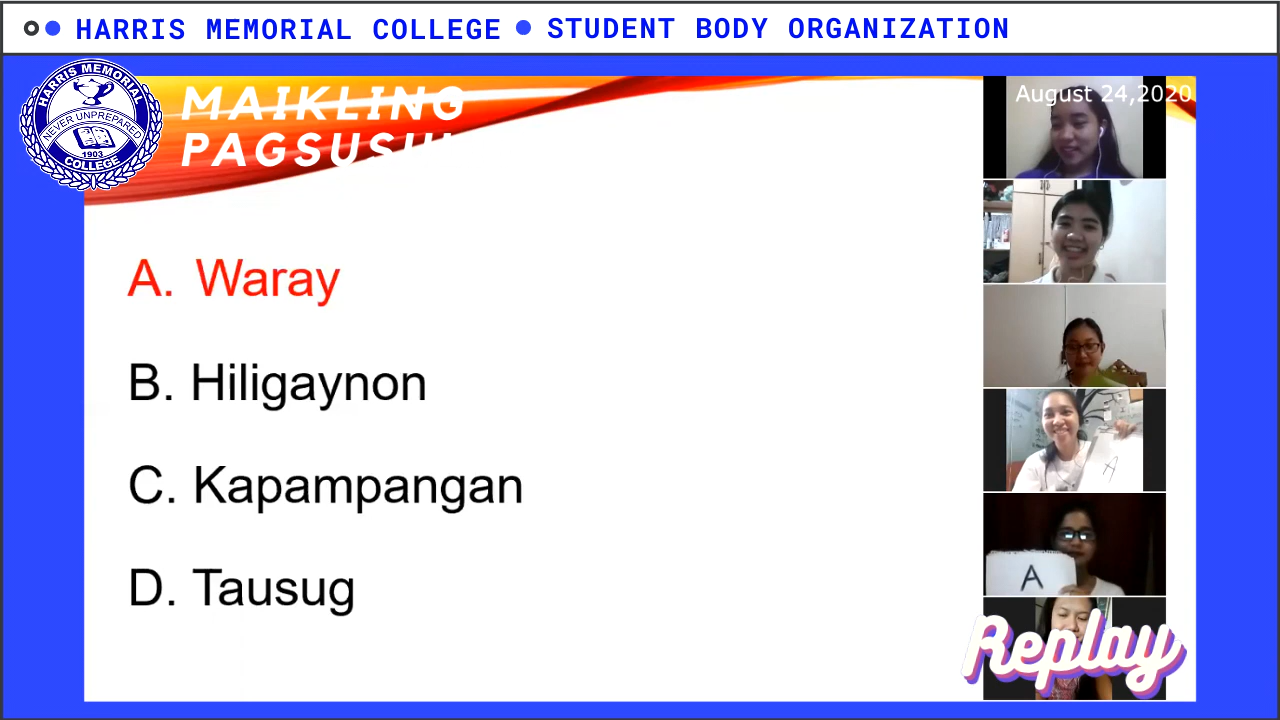 HARRIS MEMORIAL COLLEGE STUDENT BODY ORGANIZATION
HARRIS MEMORIAL
NEVER UNPREPARED
1903
COLLEGE
MAIKLING
August 24,2020
A. Waray
B. Hiligaynon
C. Kapampangan
D. Tausug
A
A
Replay